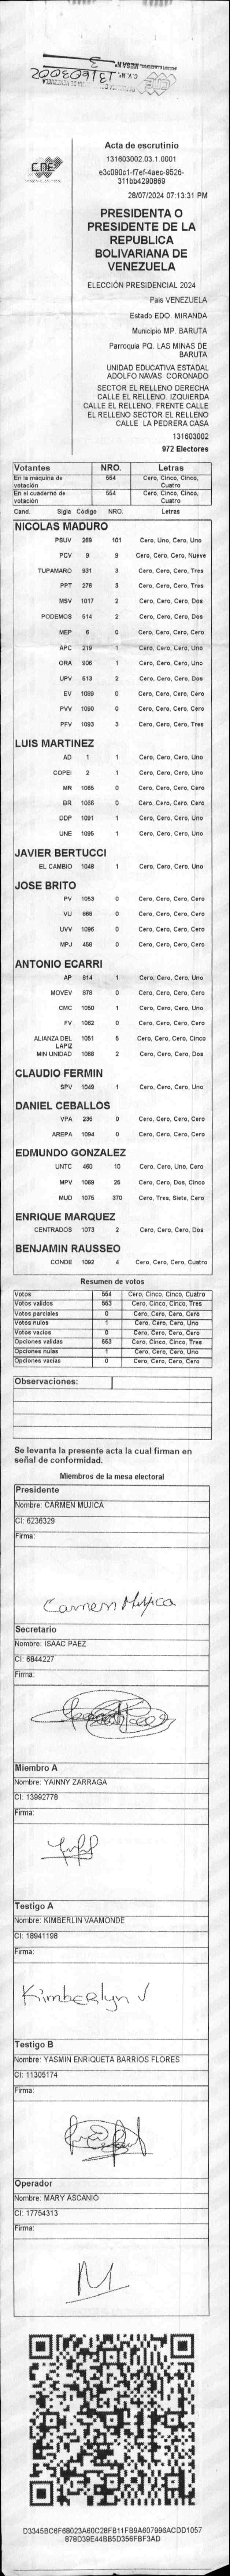 CNE
Acta de escrutinio
131603002.03.1.0001
e3c090c1-f7ef-4aec-9526-
311bb4290869
28/07/2024 07:13:31 PM
PRESIDENTA O
PRESIDENTE DE LA
REPUBLICA
BOLIVARIANA DE
VENEZUELA
ELECCIÓN PRESIDENCIAL 2024
Pais VENEZUELA
Estado EDO. MIRANDA
Municipio MP. BARUTA
Parroquia PQ. LAS MINAS DE
BARUTA
UNIDAD EDUCATIVA ESTADAL
ADOLFO NAVAS CORONADO
SECTOR EL RELLENO DERECHA
CALLE EL RELLENO. IZQUIERDA
CALLE EL RELLENO. FRENTE CALLE
EL RELLENO SECTOR EL RELLENO
CALLE LA PEDRERA CASA
131603002
972 Electores
Votantes NRO. Letras
En la máquina de votación 554 Cero, Cinco, Cinco, Cuatro
En el cuaderno de votación 554 Cero, Cinco, Cinco, Cuatro
Cand. Sigla Código NRO. Letras
NICOLAS MADURO
PSUV 269 101 Cero, Uno, Cero, Uno
PCV 9 9 Cero, Cero, Cero, Nueve
TUPAMARO 931 3 Cero, Cero, Cero, Tres
PPT 276 3 Cero, Cero, Cero, Tres
MSV 1017 2 Cero, Cero, Cero, Dos
PODEMOS 514 2 Cero, Cero, Cero, Dos
MEP 6 0 Cero, Cero, Cero, Cero
APC 219 1 Cero, Cero, Cero, Uno
ORA 906 1 Cero, Cero, Cero, Uno
UPV 613 2 Cero, Cero, Cero, Dos
EV 1089 0 Cero, Cero, Cero, Cero
PVV 1090 0 Cero, Cero, Cero, Cero
PFV 1093 3 Cero, Cero, Cero, Tres
LUIS MARTINEZ
AD 1 1 Cero, Cero, Cero, Uno
COPEI 2 1 Cero, Cero, Cero, Uno
MR 1065 0 Cero, Cero, Cero, Cero
BR 1056 0 Cero, Cero, Cero, Cero
DDP 1091 1 Cero, Cero, Cero, Uno
UNE 1095 1 Cero, Cero, Cero, Uno
JAVIER BERTUCCI
EL CAMBIO 1048 1 Cero, Cero, Cero, Uno
JOSE BRITO
PV 1053 0 Cero, Cero, Cero, Cero
VU 868 0 Cero, Cero, Cero, Cero
UVV 1096 0 Cero, Cero, Cero, Cero
MPJ 458 0 Cero, Cero, Cero, Cero
ANTONIO ECARRI
AP 814 1 Cero, Cero, Cero, Uno
MOVEV 878 0 Cero, Cero, Cero, Cero
CMC 1050 1 Cero, Cero, Cero, Uno
FV 1062 0 Cero, Cero, Cero, Cero
ALIANZA DEL LAPIZ 1051 5 Cero, Cero, Cero, Cinco
MIN UNIDAD 1068 2 Cero, Cero, Cero, Dos
CLAUDIO FERMIN
SPV 1049 1 Cero, Cero, Cero, Uno
DANIEL CEBALLOS
VPA 236 0 Cero, Cero, Cero, Cero
AREPA 1094 0 Cero, Cero, Cero, Cero
EDMUNDO GONZALEZ
UNTC 460 10 Cero, Cero, Uno, Cero
MPV 1069 25 Cero, Cero, Dos, Cinco
MUD 1075 370 Cero, Tres, Siete, Cero
ENRIQUE MARQUEZ
CENTRADOS 1073 2 Cero, Cero, Cero, Dos
BENJAMIN RAUSSEO
CONDE 1092 4 Cero, Cero, Cero, Cuatro
Resumen de votos
Votos 554 Cero, Cinco, Cinco, Cuatro
Votos validos 553 Cero, Cinco, Cinco, Tres
Votos parciales 0 Cero, Cero, Cero, Cero
Votos nulos 1 Cero, Cero, Cero, Uno
Votos vacios 0 Cero, Cero, Cero, Cero
Opciones validas 553 Cero, Cinco, Cinco, Tres
Opciones nulas 1 Cero, Cero, Cero, Uno
Opciones vacias 0 Cero, Cero, Cero, Cero
Observaciones:
Se levanta la presente acta la cual firman en
señal de conformidad.
Miembros de la mesa electoral
Presidente
Nombre: CARMEN MUJICA
CI: 6236329
Firma:
Carmen Mujica
Secretario
Nombre: ISAAC PAEZ
CI: 6844227
Firma:
Miembro A
Nombre: YAINNY ZARRAGA
CI: 13992778
Firma:
Testigo A
Nombre: KIMBERLIN VAAMONDE
CI: 18941198
Firma:
Kimberlyn V
Testigo B
Nombre: YASMIN ENRIQUETA BARRIOS FLORES
CI: 11305174
Firma:
Operador
Nombre: MARY ASCANIO
CI: 17754313
Firma:
M
D3345BC6F68023A60C2BFB11FB9A607996ACDD1057
878D39E44BB5D356FBF3AD